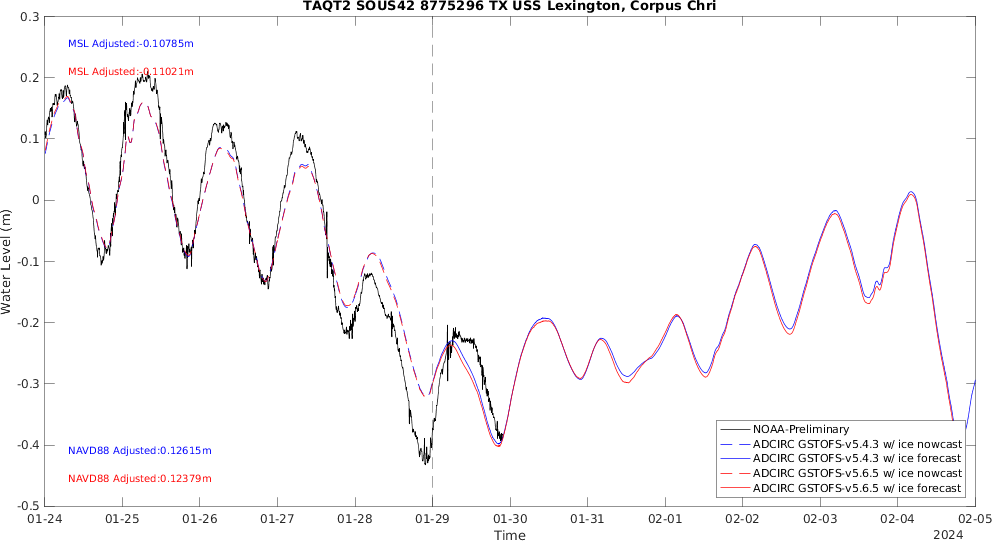 TAQT2 SOUS42 8775296 TX USS Lexington, Corpus Chri
0.3
0.2
0.1
0
-0.1
-0.2
-0.3
-0.4
-0.5
Water Level (m)
MSL Adjusted:-0.10785m
MSL Adjusted:-0.11021m
NAVD88 Adjusted:0.12615m
NAVD88 Adjusted:0.12379m
NOAA-Preliminary
ADCIRC GSTOFS-v5.4.3 w/ ice nowcast
ADCIRC GSTOFS-v5.4.3 w/ ice forecast
ADCIRC GSTOFS-v5.6.5 w/ ice nowcast
ADCIRC GSTOFS-v5.6.5 w/ ice forecast
01-24 01-25 01-26 01-27 01-28 01-29 01-30 01-31 02-01 02-02 02-03 02-04 02-05
Time
2024